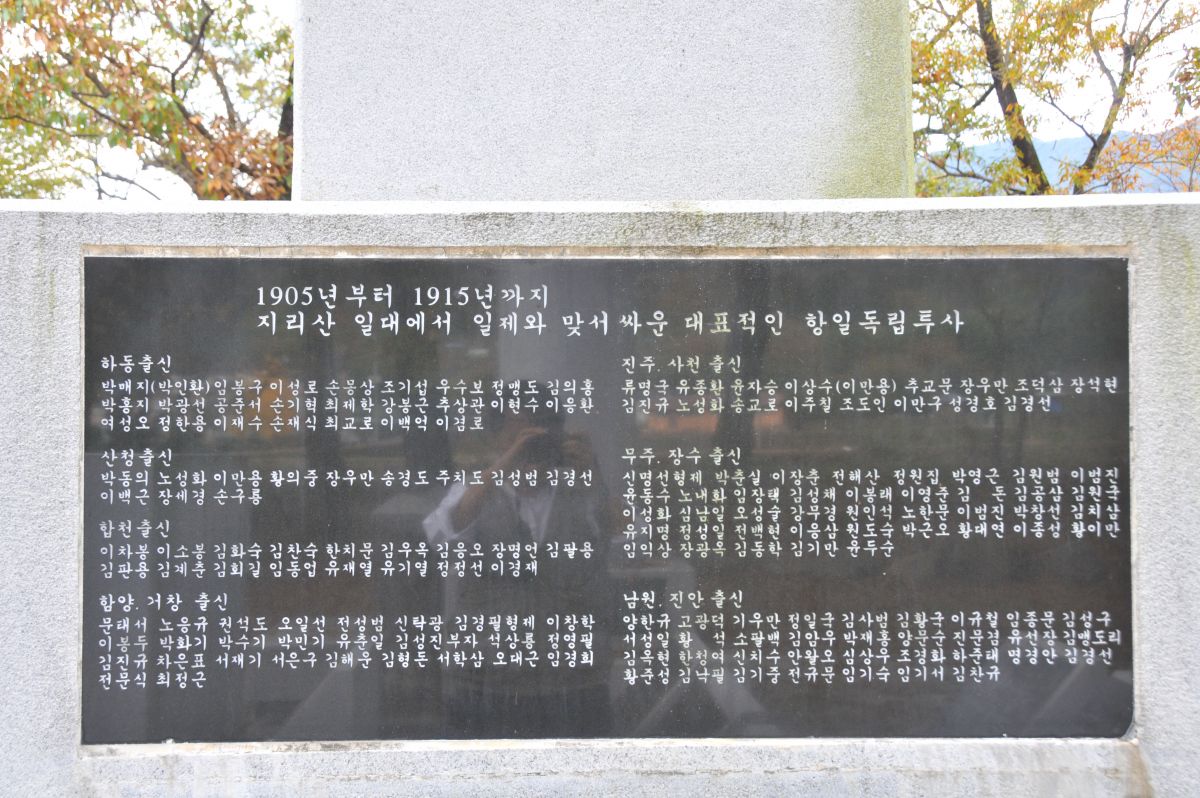 1905년부터 1915년까지
지리산 일대에서 일제와 맞서싸운 대표적인 항일독립투사
하동출신
박매지(박인환) 임봉구 이성로 손몽상 조기섭 우수보 정맹도 김의홍
박홍지 박광선 공준서 손기혁 최제학 강봉근 추상관 이현수 이응환
여성오 정한용 이재수 손재식 최교로 이백억 이겸로
산청출신
박동의 노성화 이만용 황의중 장우만 송경도 주치도 김성범 김경선
이백근 장세경 손구룡
합천출신
이차봉 이소봉 김화숙 김찬숙 한치문 김우옥 김응오 장명언 김팔용
김판용 김계춘 김회길 임동업 유재열 유기열 정정선 이경재
함양. 거창 출신
문태서 노응규 권석도 오일선 전성범 신탁광 김경필형제 이창학
이봉두 박화기 박수기 박민기 유춘일 김성진부자 석상룡 정영필
김진규 차은표 서재기 서은구 김해운 김형돈 서학삼 오대근 임경희
전문식 최정근
진주. 사천 출신
류명국 유종환 윤자승 이상수(이만용) 추교문 장우만 조덕삼 장석현
김진규 노성화 송교로 이주칠 조도인 이만구 성경호 김경선
무주. 장수 출신
신명선형제 박춘실 이장춘 전해산 정원집 박영근 김원범 이범진
윤동수 노내화 임장택 김성채 이봉래 이영춘 김 돈 김공삼 김원국
이성화 심남일 오성술 강무경 원인석 노한문 이범진 박창선 김치삼
유지명 정성일 전백현 이응삼 원도숙 박근오 황대연 이종성 황이만
임익상 장광옥 김동학 김기만 윤두순
남원. 진안 출신
양한규 고광덕 기우만 정일국 김사범 김황국 이규철 임종문 김성구
서성일 황 석 소팔백 김암우 박재홍 양문순 진문겸 유선장 김맹도리
김옥현 한정여 신치수 안왈오 심상우 조경화 하준태 명경안 김경선
황준성 김낙필 김기중 전규문 임기숙 임기서 김찬규